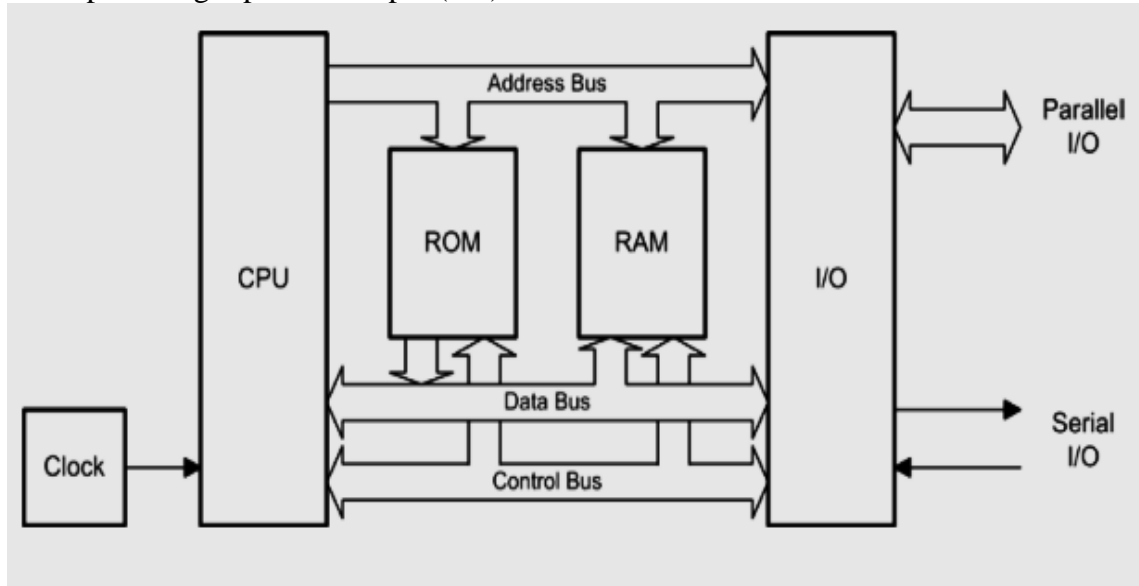 Address Bus
Parallel
I/O
ROM
RAM
CPU
I/O
Data Bus
Serial
I/O
Clock
Control Bus